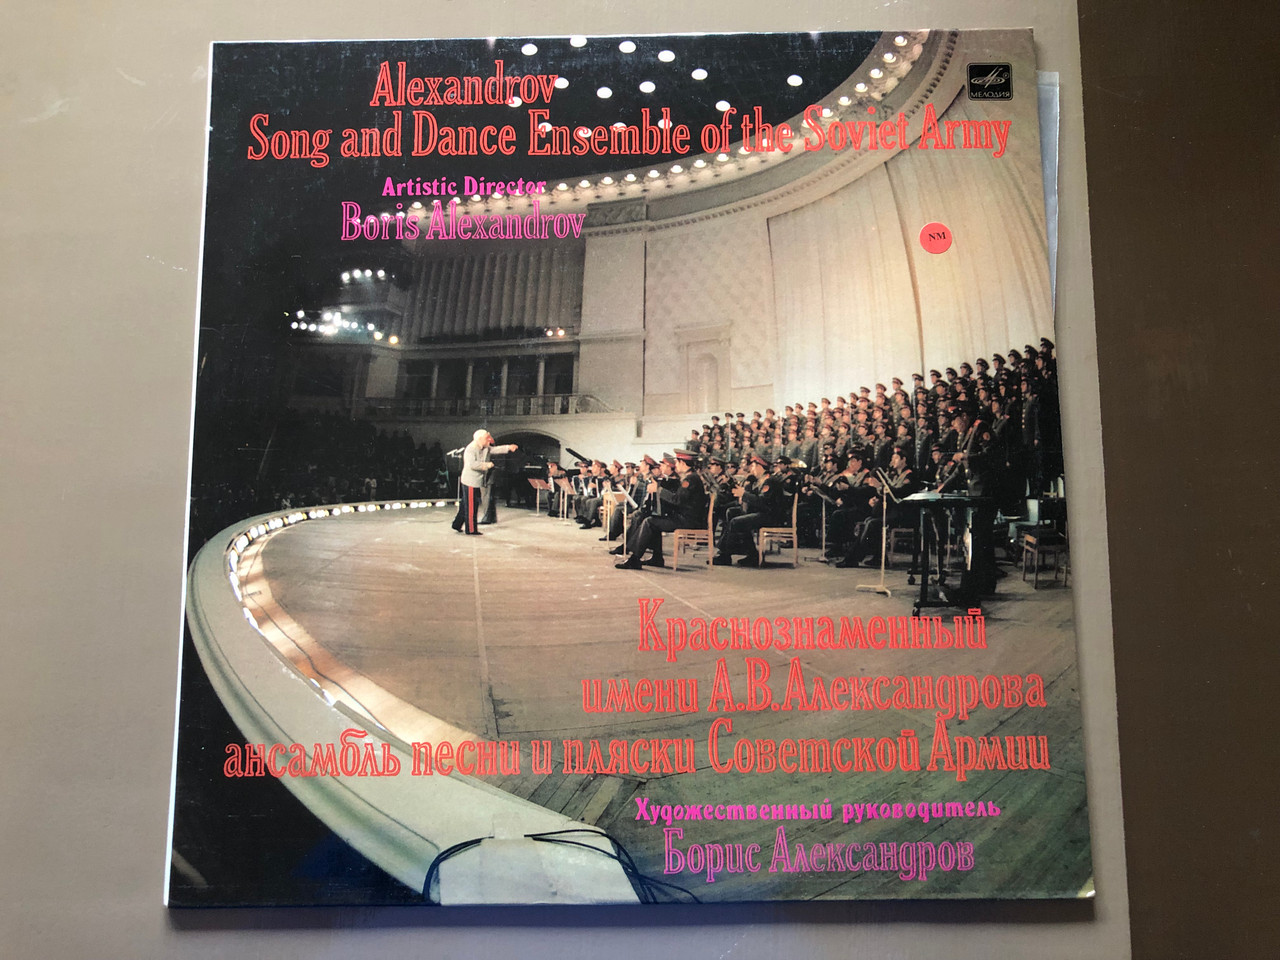 Alexandrov
Song and Dance Ensemble of the Soviet Army
МЕЛОДИЯ
Artistic Director
Boris Alexandrov
NM
Краснознаменный
имени А.В.Александрова
ансамбль песни и пляски Советской Армии
Художественный руководитель
Борис Александров